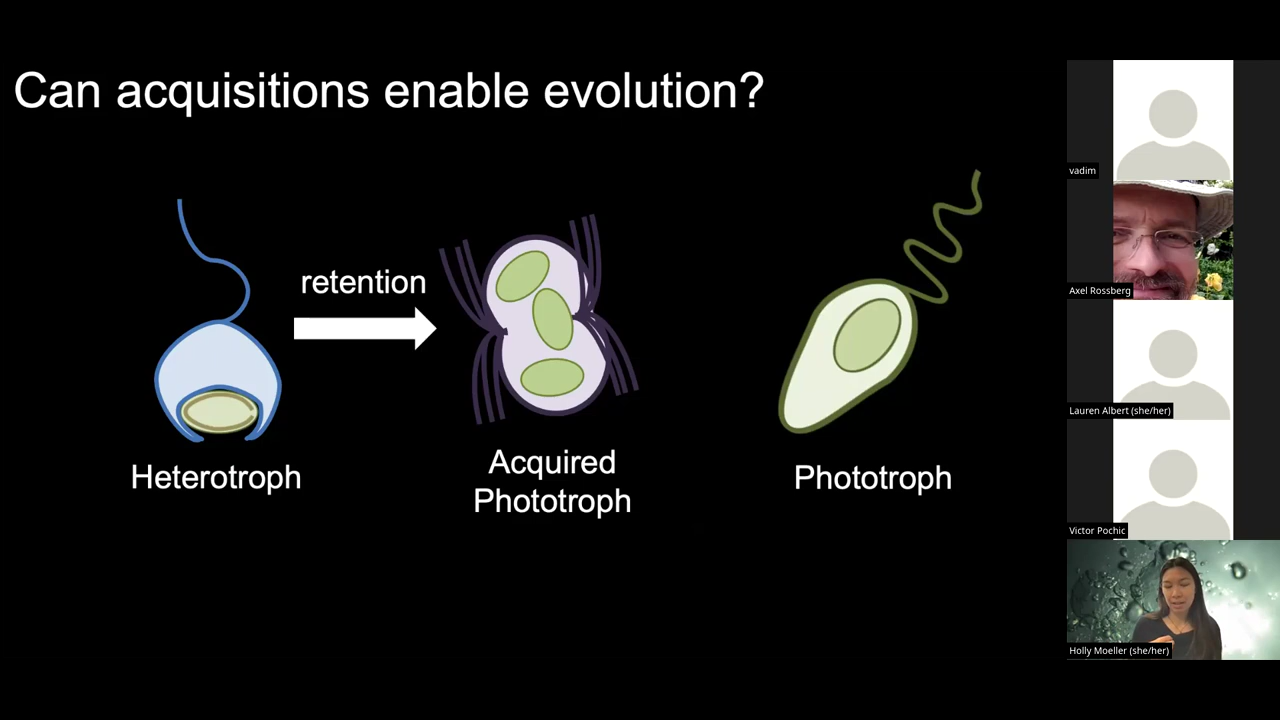 Can acquisitions enable evolution?
retention
Heterotroph
Acquired
Phototroph
Phototroph
vadim
Axel Rossberg
Lauren Albert (she/her)
Victor Pochic
Holly Moeller (she/her)